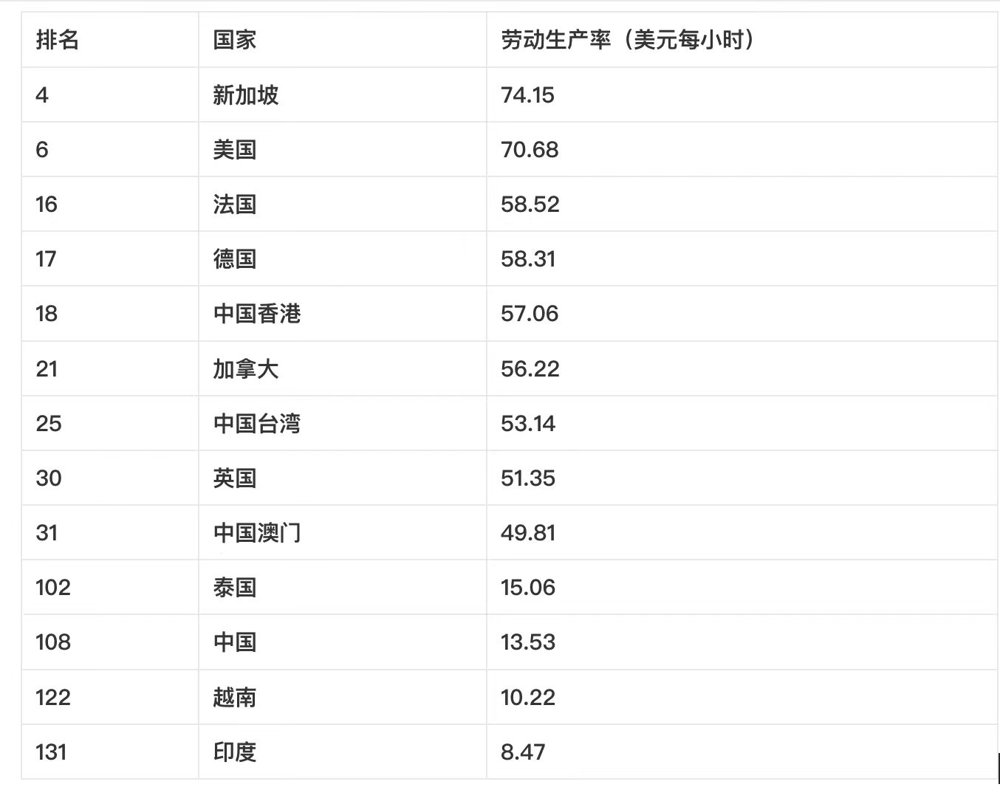 排名 国家 劳动生产率（美元每小时）
4 新加坡 74.15
6 美国 70.68
16 法国 58.52
17 德国 58.31
18 中国香港 57.06
21 加拿大 56.22
25 中国台湾 53.14
30 英国 51.35
31 中国澳门 49.81
102 泰国 15.06
108 中国 13.53
122 越南 10.22
131 印度 8.47